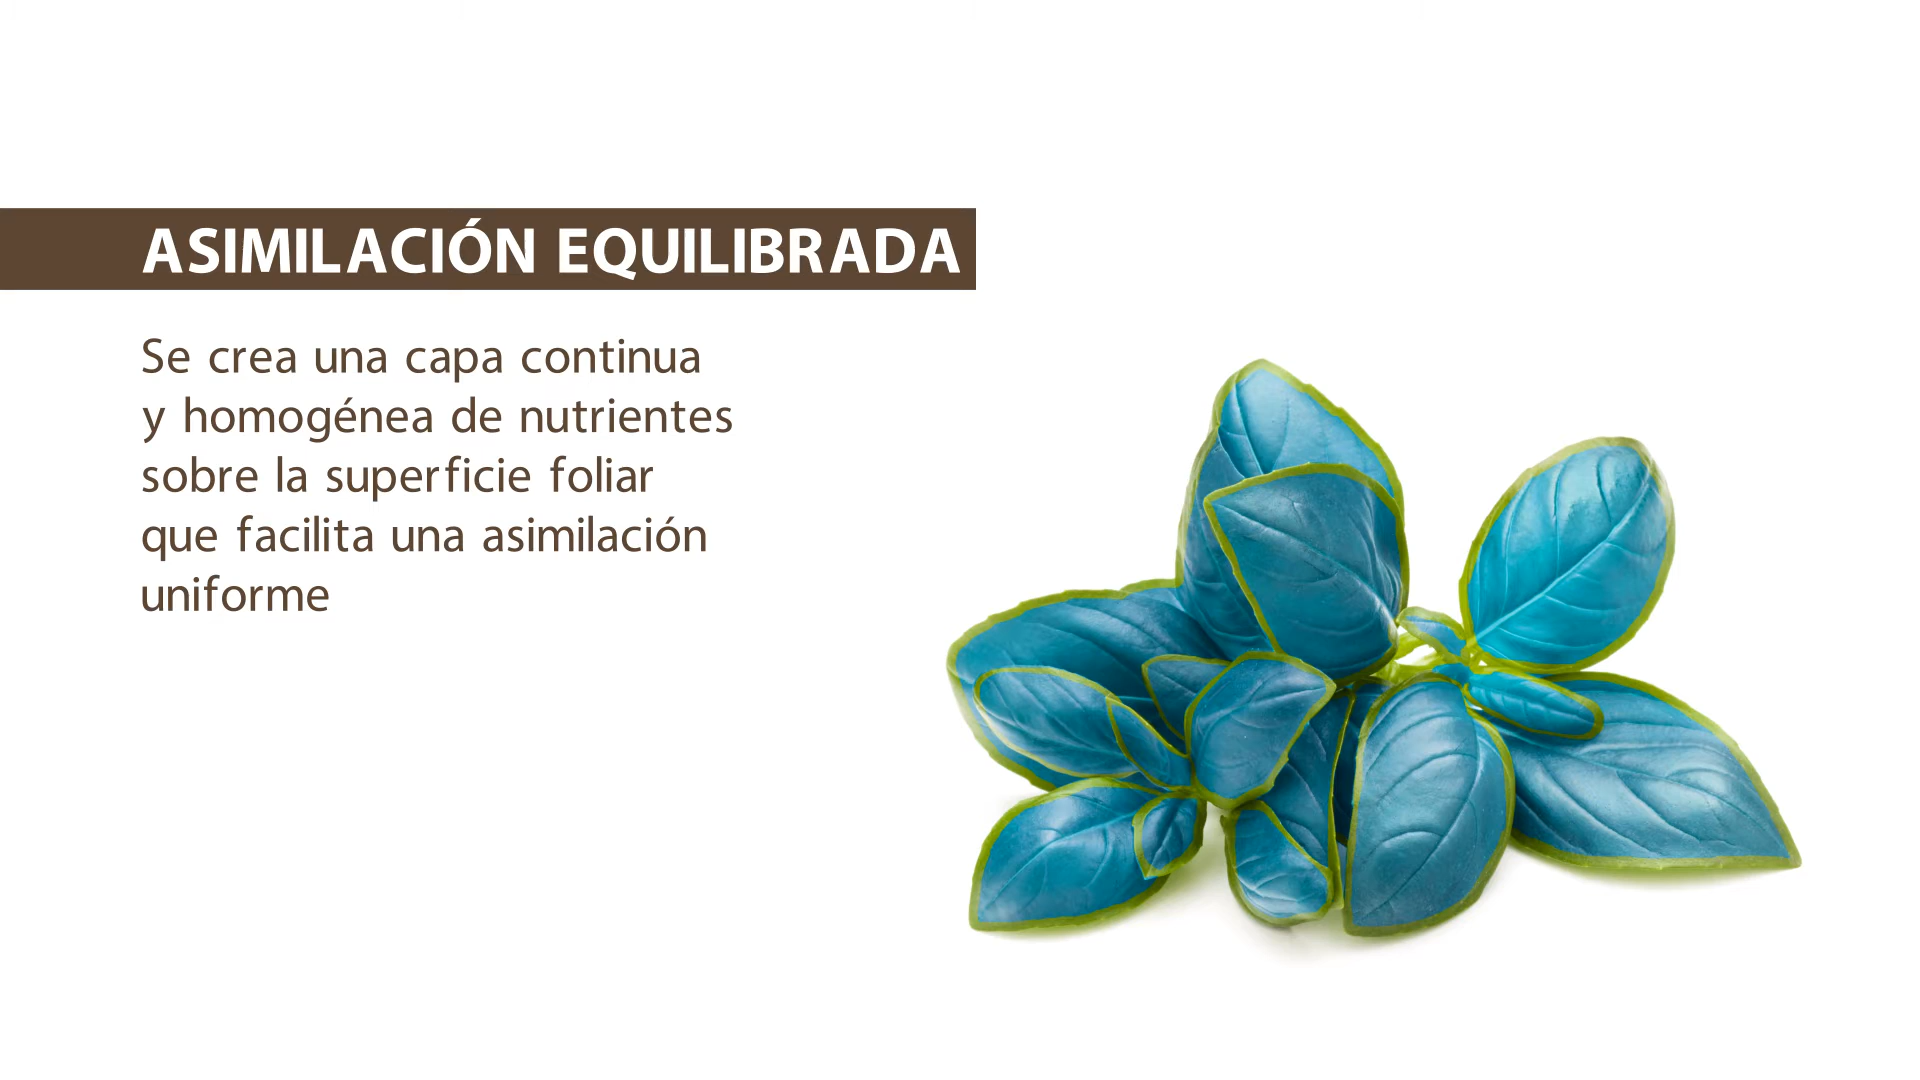 ASIMILACIÓN EQUILIBRADA
Se crea una capa continua
y homogénea de nutrientes
sobre la superficie foliar
que facilita una asimilación
uniforme